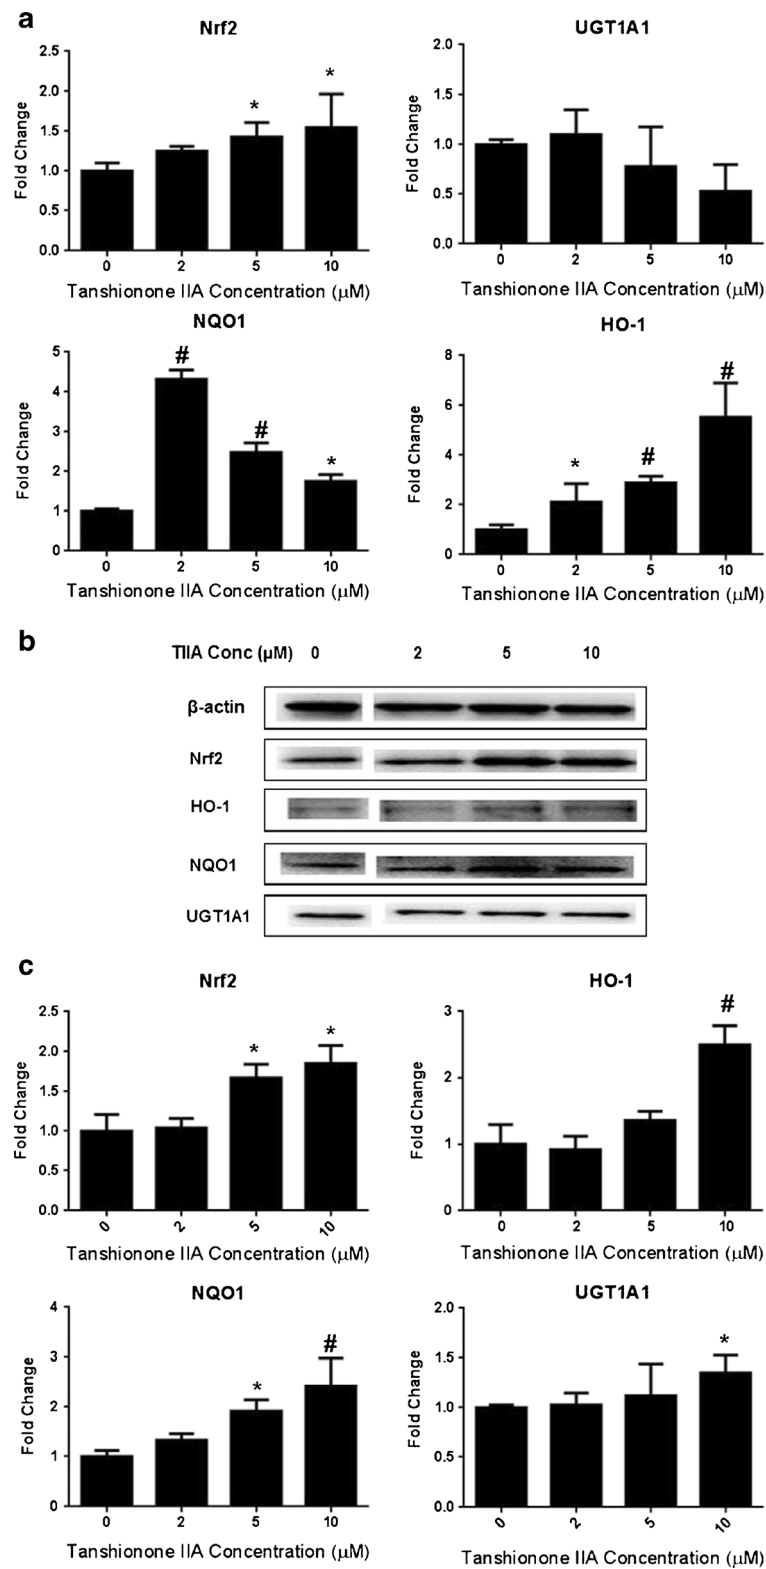 a
Nrf2
Fold Change
2.5
2.0
1.5
1.0
0.5
0.0
* *
0 2 5 10
Tanshionone IIA Concentration (μM)
UGT1A1
Fold Change
2.0
1.5
1.0
0.5
0.0
0 2 5 10
Tanshionone IIA Concentration (μM)
NQO1
Fold Change
5
4
3
2
1
0
# # *
0 2 5 10
Tanshionone IIA Concentration (μM)
HO-1
Fold Change
8
6
4
2
0
* # #
0 2 5 10
Tanshionone IIA Concentration (μM)
b
TIIA Conc (μM) 0 2 5 10
β-actin
Nrf2
HO-1
NQO1
UGT1A1
c
Nrf2
Fold Change
2.5
2.0
1.5
1.0
0.5
0.0
* *
0 2 5 10
Tanshionone IIA Concentration (μM)
HO-1
Fold Change
3
2
1
0
#
0 2 5 10
Tanshionone IIA Concentration (μM)
NQO1
Fold Change
4
3
2
1
0
* #
0 2 5 10
Tanshionone IIA Concentration (μM)
UGT1A1
Fold Change
2.0
1.5
1.0
0.5
0.0
*
0 2 5 10
Tanshionone IIA Concentration (μM)